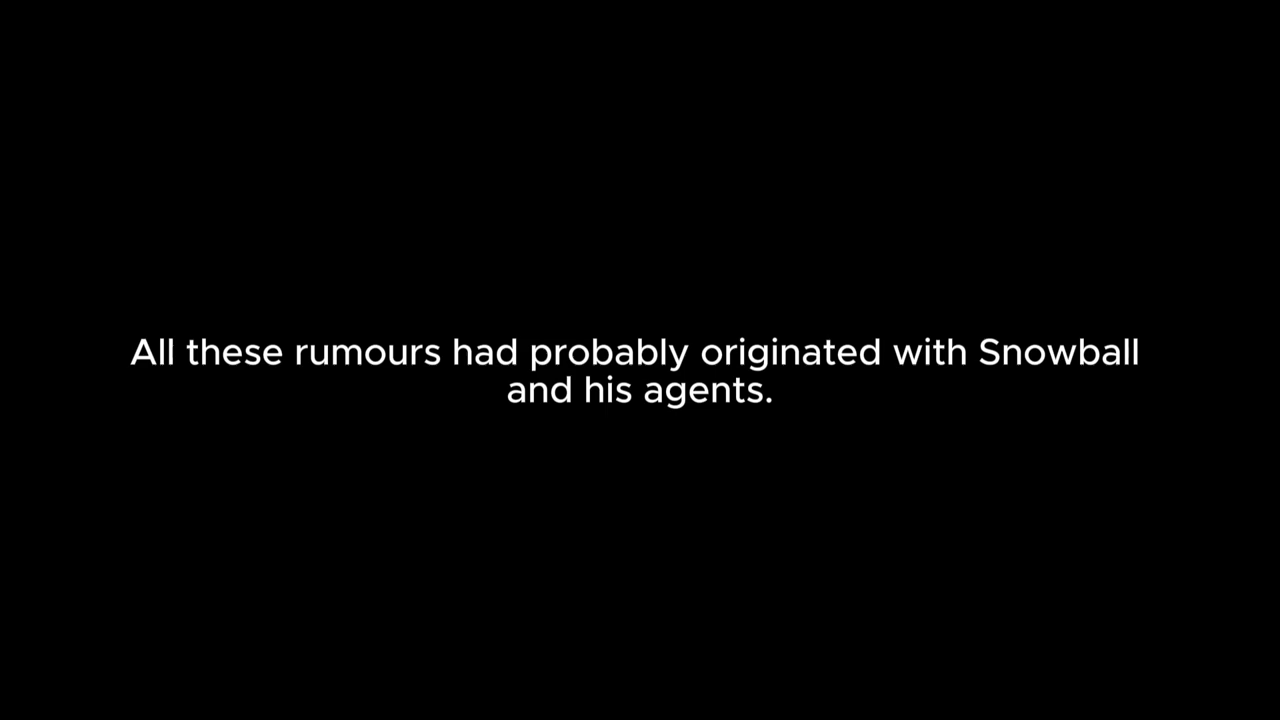 All these rumours had probably originated with Snowball
and his agents.